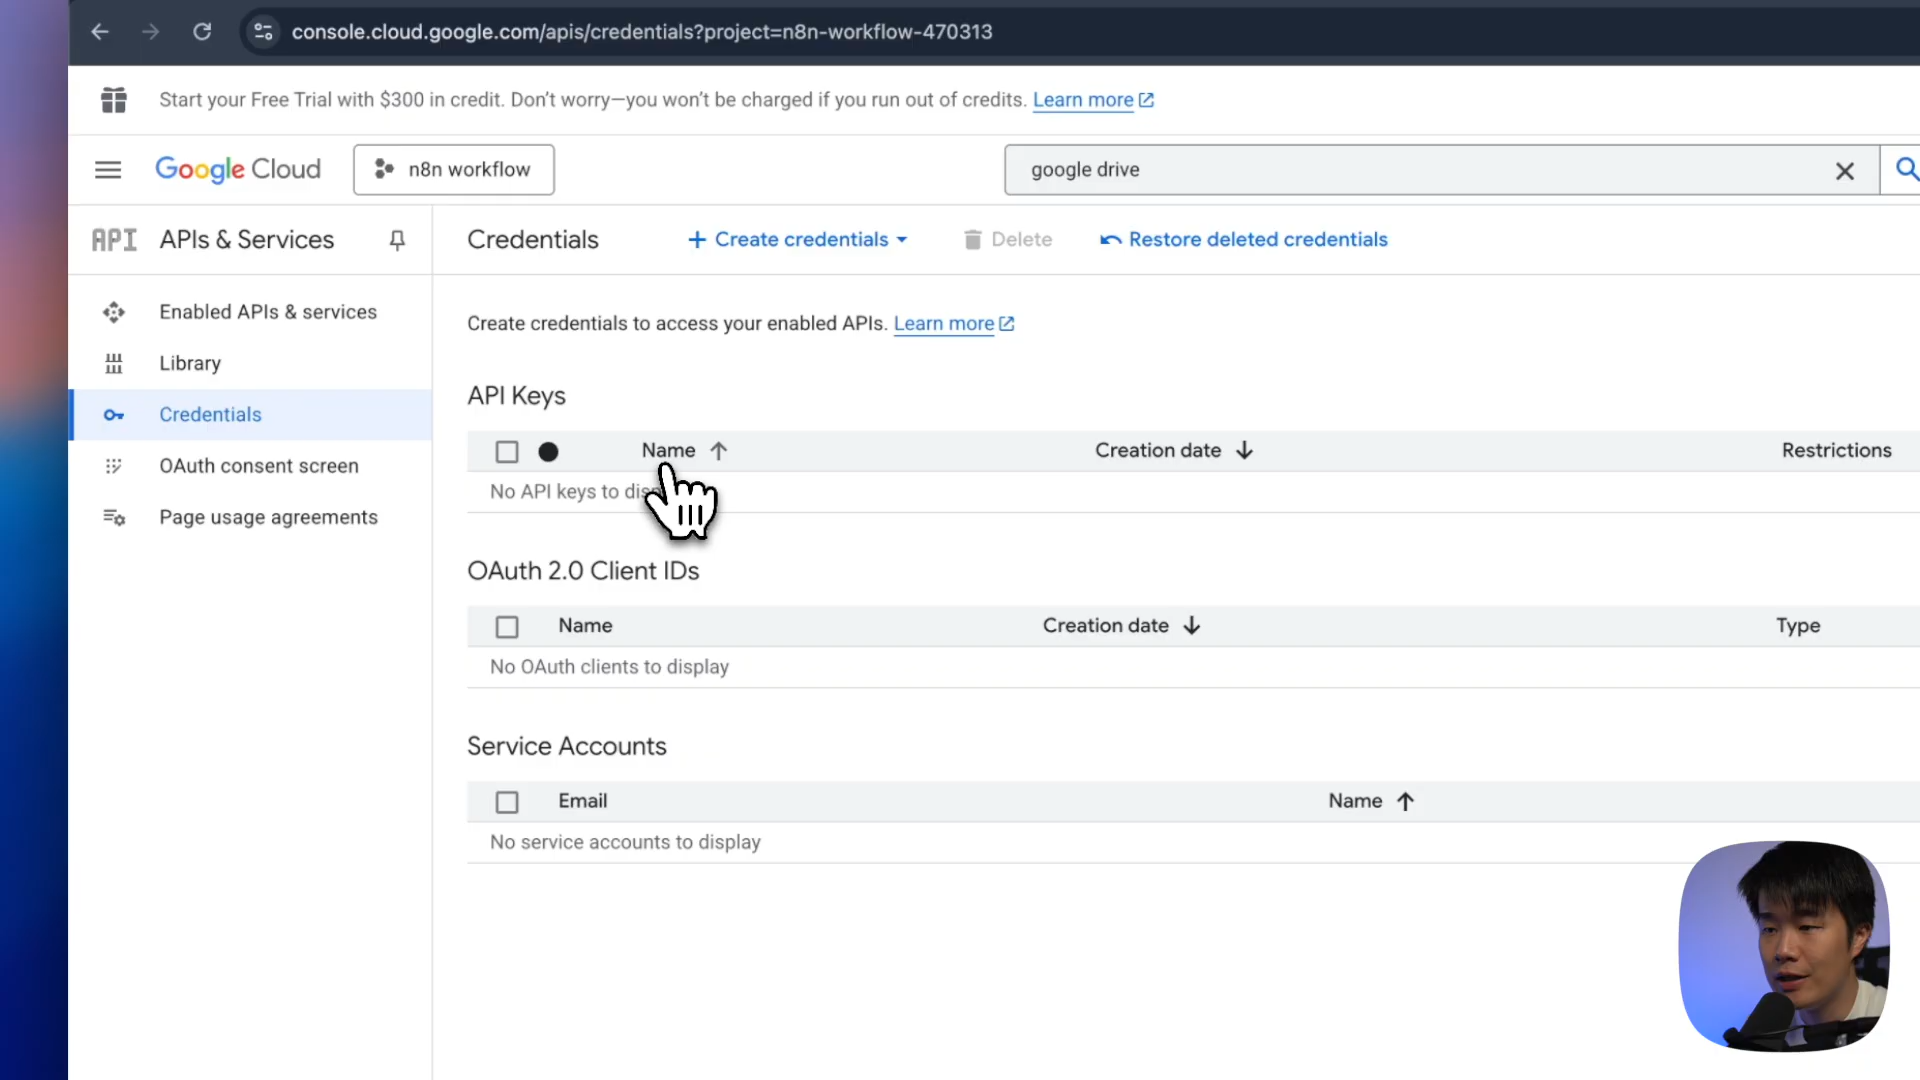 console.cloud.google.com/apis/credentials?project=n8n-workflow-470313
Start your Free Trial with $300 in credit. Don't worry—you won't be charged if you run out of credits. Learn more
Google Cloud
n8n workflow
google drive
API APIs & Services
Credentials
Create credentials
Delete
Restore deleted credentials
Enabled APIs & services
Library
Credentials
OAuth consent screen
Page usage agreements
Create credentials to access your enabled APIs. Learn more
API Keys
Name
Creation date
Restrictions
No API keys to
OAuth 2.0 Client IDs
Name
Creation date
Type
No OAuth clients to display
Service Accounts
Email
Name
No service accounts to display